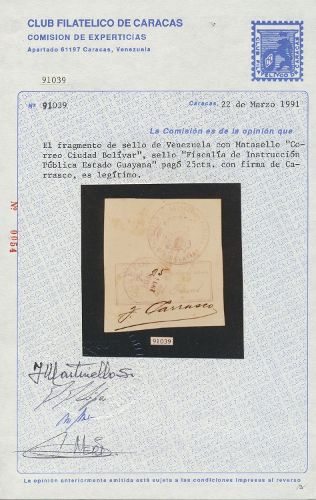 CLUB FILATELICO DE CARACAS
COMISION DE EXPERTICIAS
Apartado 61197 Caracas, Venezuela
91039
Nº 91039
Caracas, 22 de Marzo 1991
La Comisión es de la opinión que
El fragmento de sello de Venezuela con Matasello "Co-
rreo Ciudad Bolívar", sello "Fiscalía de Instrucción
Pública Estado Guayana" pagó 25cts. con firma de Ca-
rrasco, es legítimo.
Nº 0054
25
J. Carrasco
91039
La opinión anteriormente emitida está sujeta a las condiciones impresas al reverso